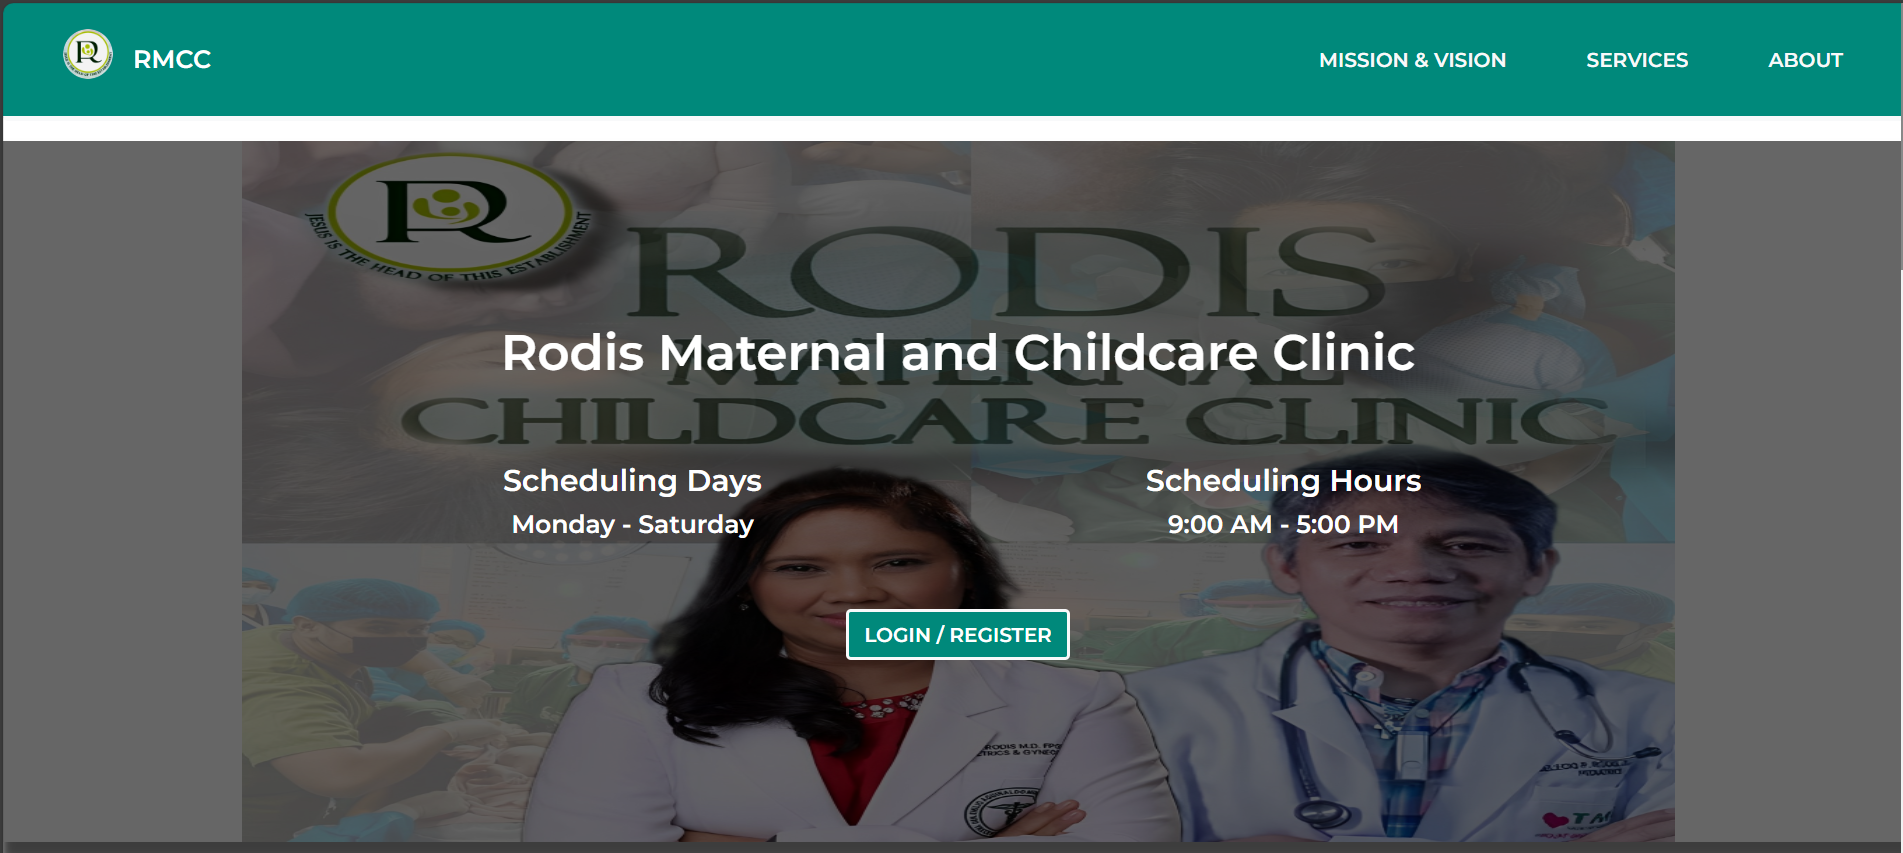 RMCC
MISSION & VISION
SERVICES
ABOUT
R
JESUS IS THE HEAD OF THIS ESTABLISHMENT
RODIS
MATERNAL
CHILDCARE CLINIC
Rodis Maternal and Childcare Clinic
Scheduling Days
Monday - Saturday
Scheduling Hours
9:00 AM - 5:00 PM
LOGIN / REGISTER
RODIS M.D.